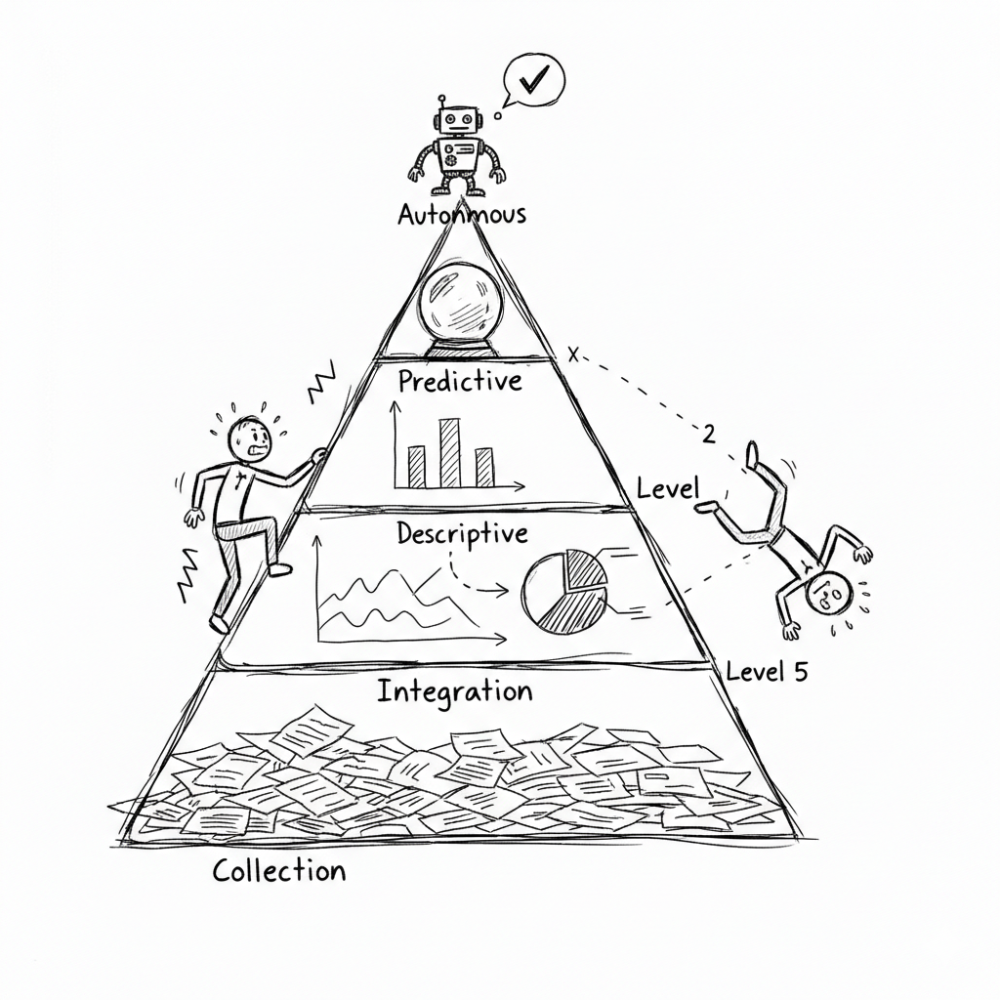 Autonmous
x
Predictive
2
Level
Descriptive
Level 5
Integration
Collection